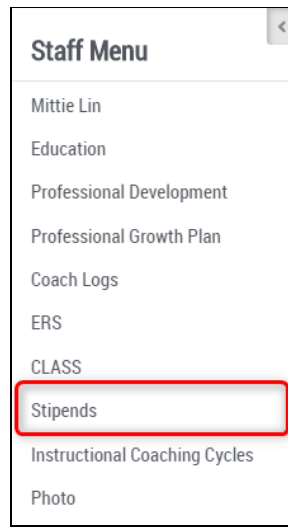 Staff Menu
Mittie Lin
Education
Professional Development
Professional Growth Plan
Coach Logs
ERS
CLASS
Stipends
Instructional Coaching Cycles
Photo